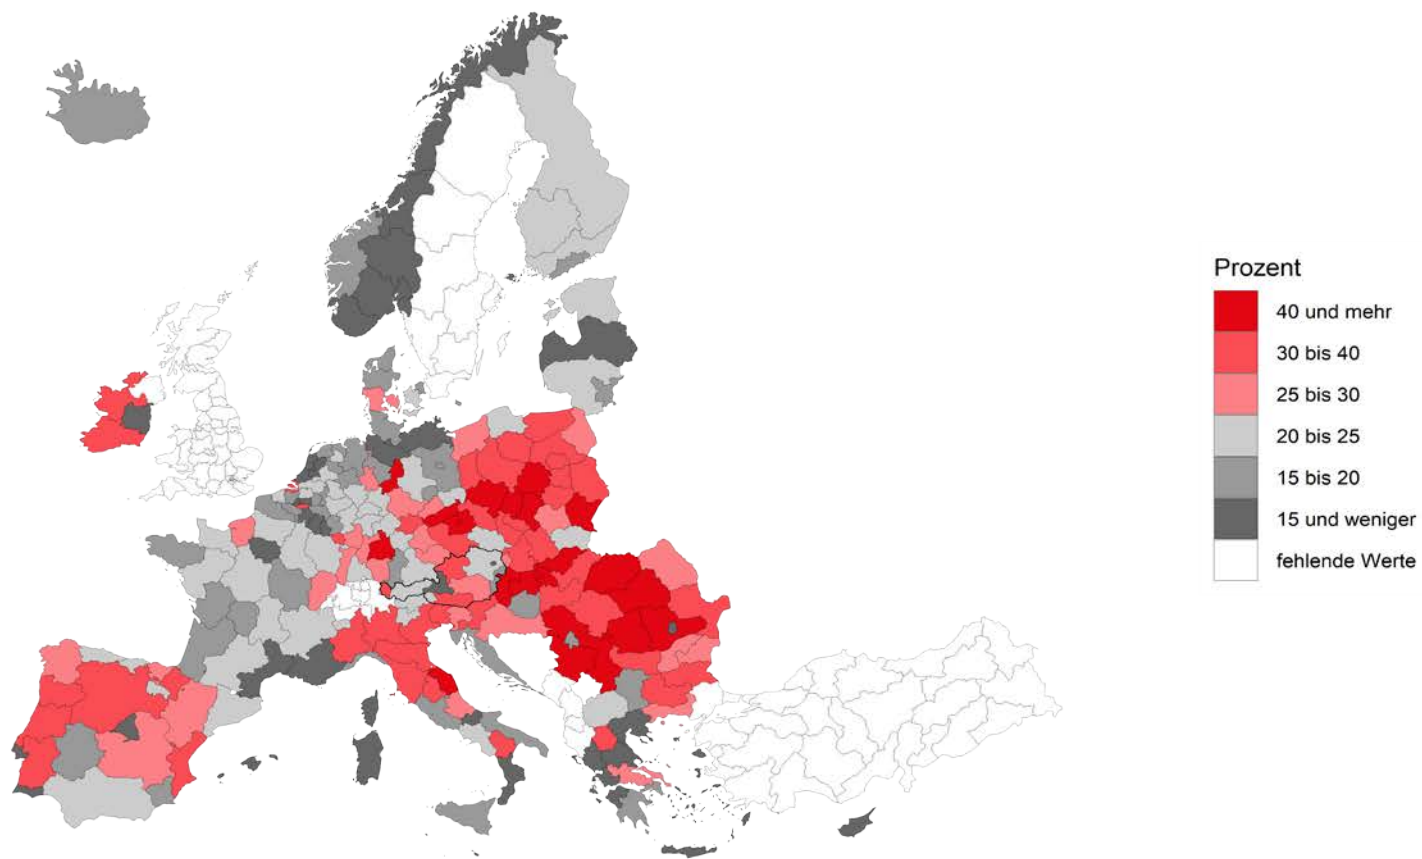 Prozent
40 und mehr
30 bis 40
25 bis 30
20 bis 25
15 bis 20
15 und weniger
fehlende Werte